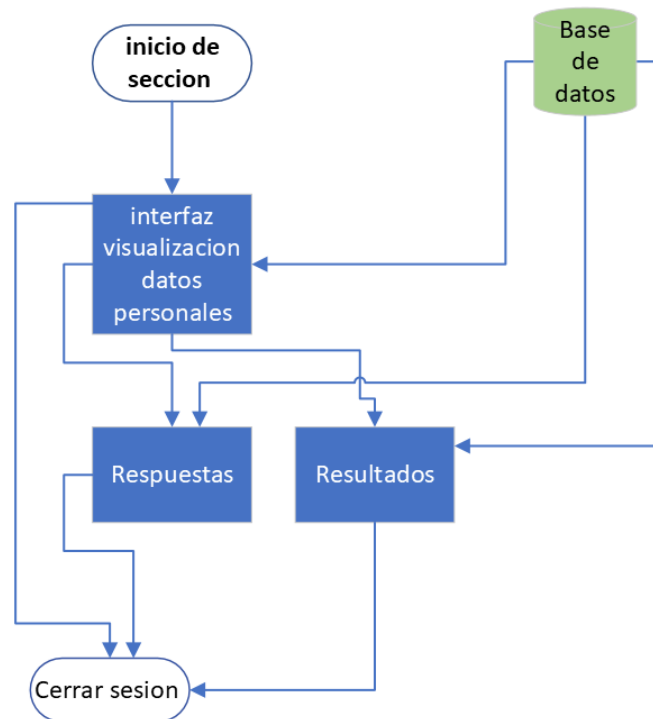 inicio de
seccion
Base
de
datos
interfaz
visualizacion
datos
personales
Respuestas
Resultados
Cerrar sesion